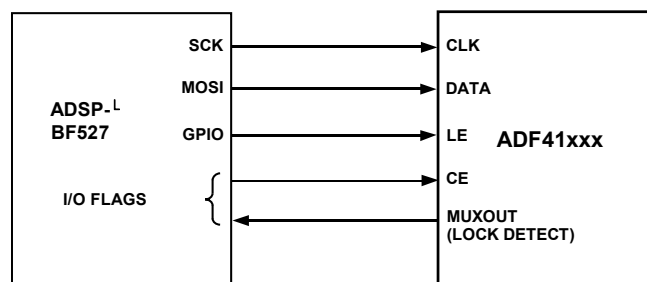 SCK
MOSI
ADSP-
BF527
GPIO
I/O FLAGS
CLK
DATA
LE
ADF41xxx
CE
MUXOUT
(LOCK DETECT)